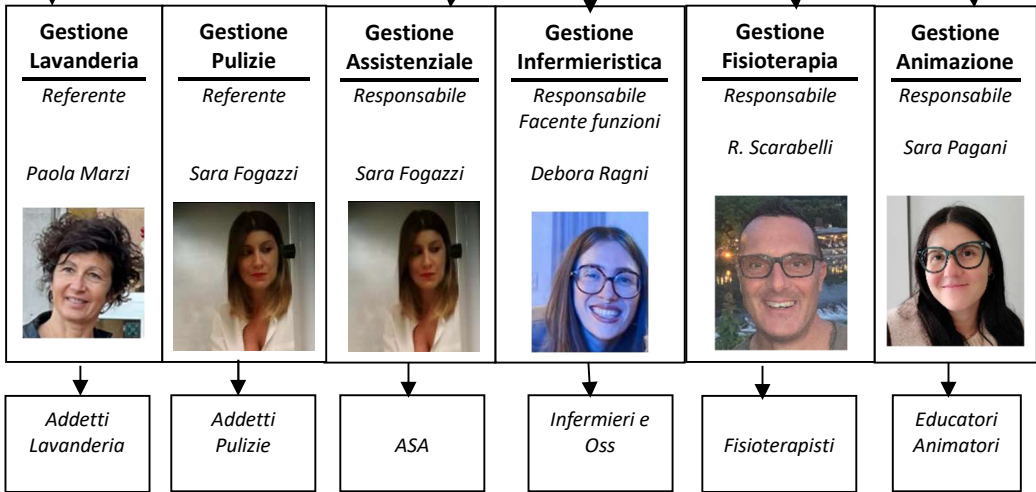 Gestione
Lavanderia
Referente
Paola Marzi
Gestione
Pulizie
Referente
Sara Fogazzi
Gestione
Assistenziale
Responsabile
Sara Fogazzi
Gestione
Infermieristica
Responsabile
Facente funzioni
Debora Ragni
Gestione
Fisioterapia
Responsabile
R. Scarabelli
Gestione
Animazione
Responsabile
Sara Pagani
Addetti
Lavanderia
Addetti
Pulizie
ASA
Infermieri e
Oss
Fisioterapisti
Educatori
Animatori